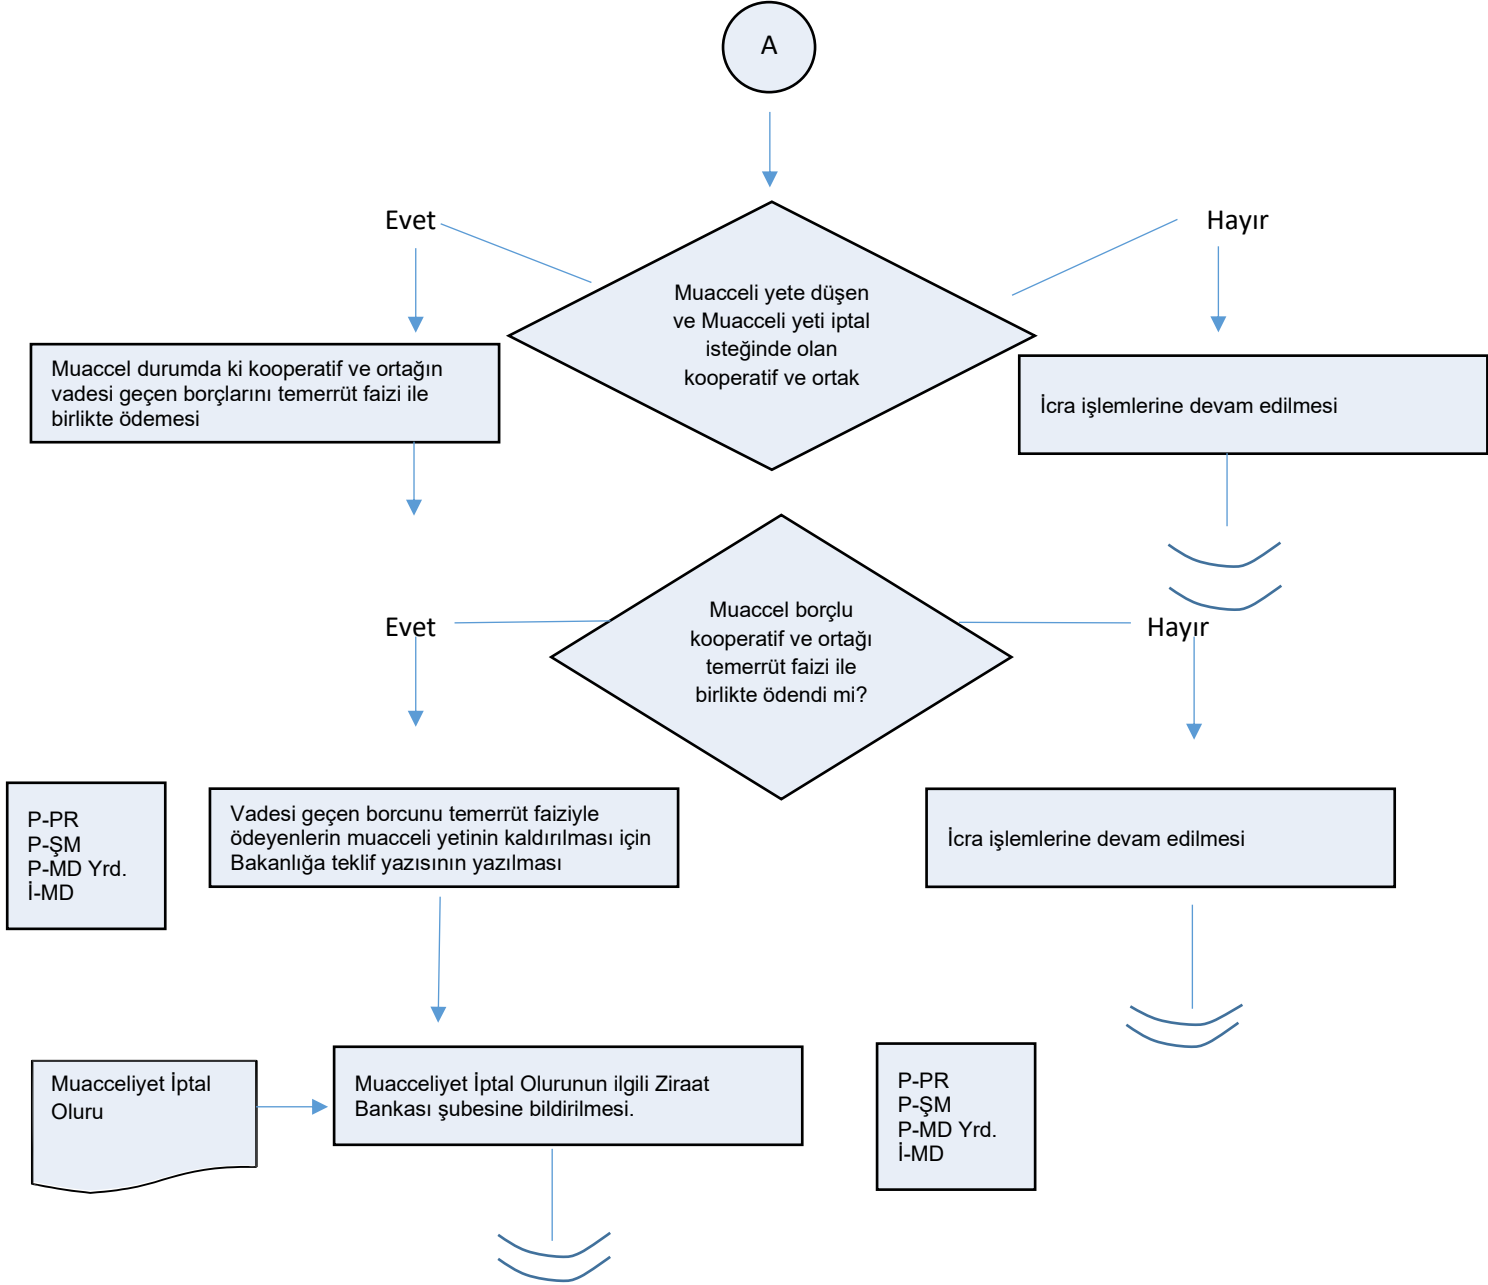 A
Evet
Hayır
Muacceli yete düşen
ve Muacceli yeti iptal
isteğinde olan
kooperatif ve ortak
Muaccel durumda ki kooperatif ve ortağın
vadesi geçen borçlarını temerrüt faizi ile
birlikte ödemesi
İcra işlemlerine devam edilmesi
Evet
Muaccel borçlu
kooperatif ve ortağı
temerrüt faizi ile
birlikte ödendi mi?
Hayır
P-PR
P-ŞM
P-MD Yrd.
İ-MD
Vadesi geçen borcunu temerrüt faiziyle
ödeyenlerin muacceli yetinin kaldırılması için
Bakanlığa teklif yazısının yazılması
İcra işlemlerine devam edilmesi
Muacceliyet İptal
Oluru
Muacceliyet İptal Olurunun ilgili Ziraat
Bankası şubesine bildirilmesi.
P-PR
P-ŞM
P-MD Yrd.
İ-MD